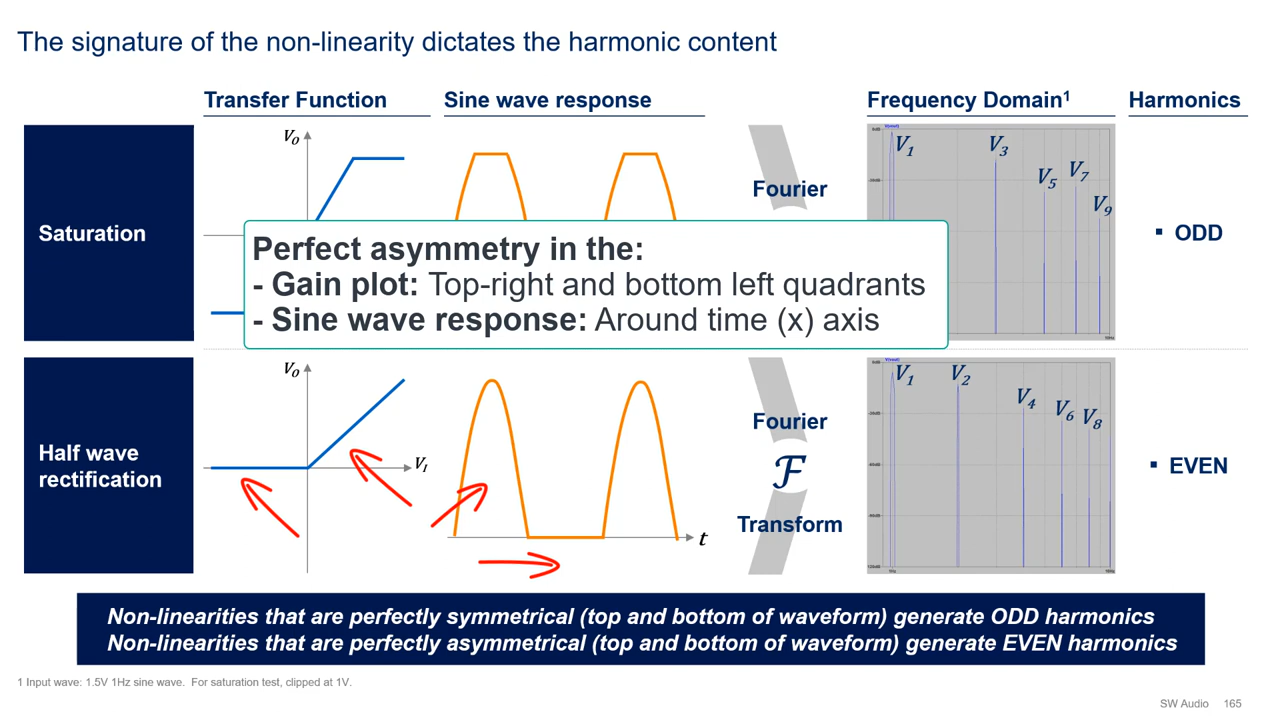 The signature of the non-linearity dictates the harmonic content
Transfer Function
Sine wave response
Frequency Domain¹
Harmonics
Saturation
V₀
Fourier
V₁
V₃
V₅
V₇
V₉
▪ ODD
Perfect asymmetry in the:
- Gain plot: Top-right and bottom left quadrants
- Sine wave response: Around time (x) axis
Half wave
rectification
V₀
V_I
t
Fourier
ℱ
Transform
V₁
V₂
V₄
V₆
V₈
▪ EVEN
Non-linearities that are perfectly symmetrical (top and bottom of waveform) generate ODD harmonics
Non-linearities that are perfectly asymmetrical (top and bottom of waveform) generate EVEN harmonics
1 Input wave: 1.5V 1Hz sine wave. For saturation test, clipped at 1V.
SW Audio 165